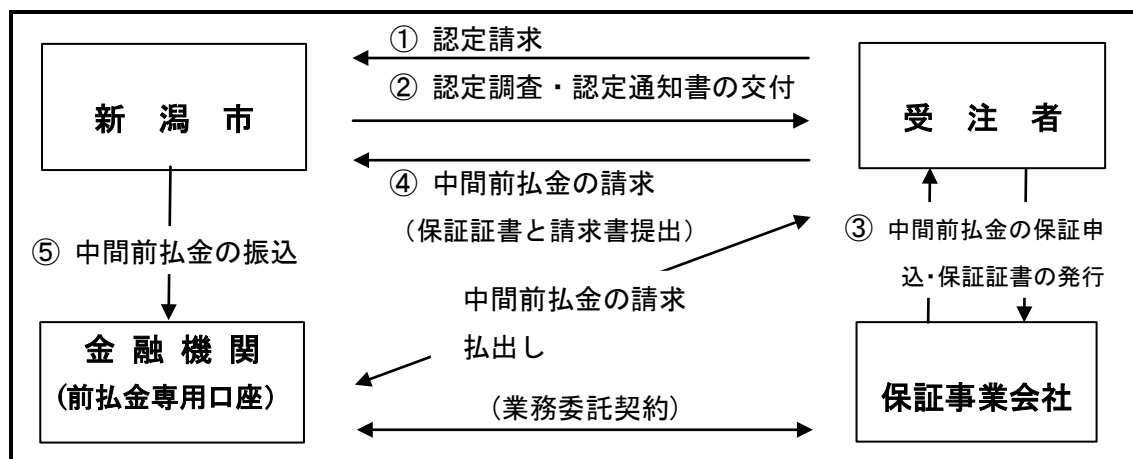 ① 認定請求
② 認定調査・認定通知書の交付
新 潟 市
受 注 者
④ 中間前払金の請求
（保証証書と請求書提出）
③ 中間前払金の保証申
込・保証証書の発行
⑤ 中間前払金の振込
中間前払金の請求
払出し
金 融 機 関
(前払金専用口座）
（業務委託契約）
保証事業会社